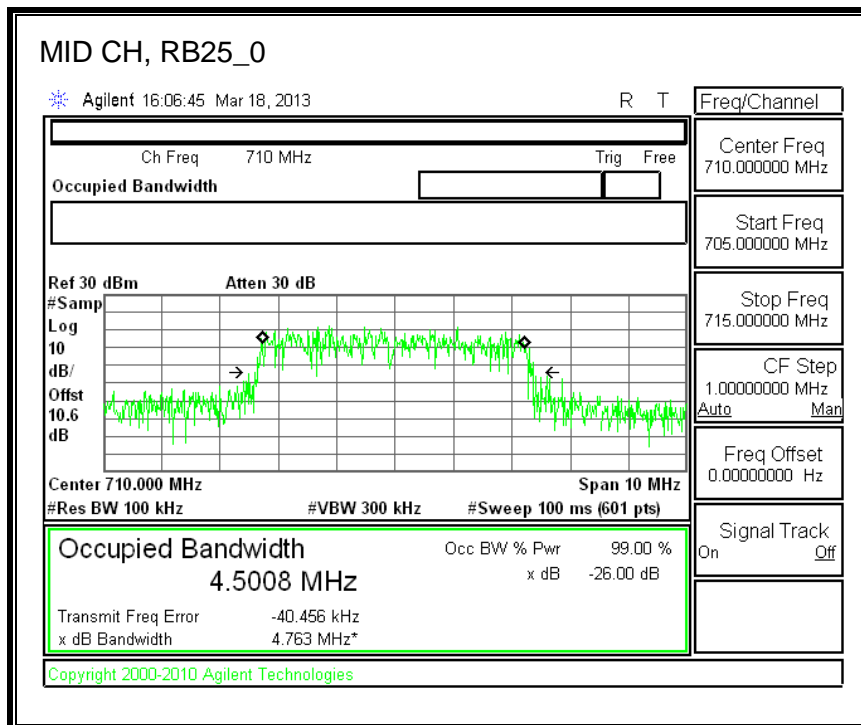 MID CH, RB25_0
Agilent 16:06:45 Mar 18, 2013 R T
Ch Freq 710 MHz Trig Free
Occupied Bandwidth
Ref 30 dBm Atten 30 dB
#Samp
Log
10
dB/
Offst
10.6
dB
Center 710.000 MHz Span 10 MHz
#Res BW 100 kHz #VBW 300 kHz #Sweep 100 ms (601 pts)
Occupied Bandwidth Occ BW % Pwr 99.00 %
4.5008 MHz x dB -26.00 dB
Transmit Freq Error -40.456 kHz
x dB Bandwidth 4.763 MHz*
Copyright 2000-2010 Agilent Technologies
Freq/Channel
Center Freq
710.000000 MHz
Start Freq
705.000000 MHz
Stop Freq
715.000000 MHz
CF Step
1.00000000 MHz
Auto Man
Freq Offset
0.00000000 Hz
Signal Track
On Off